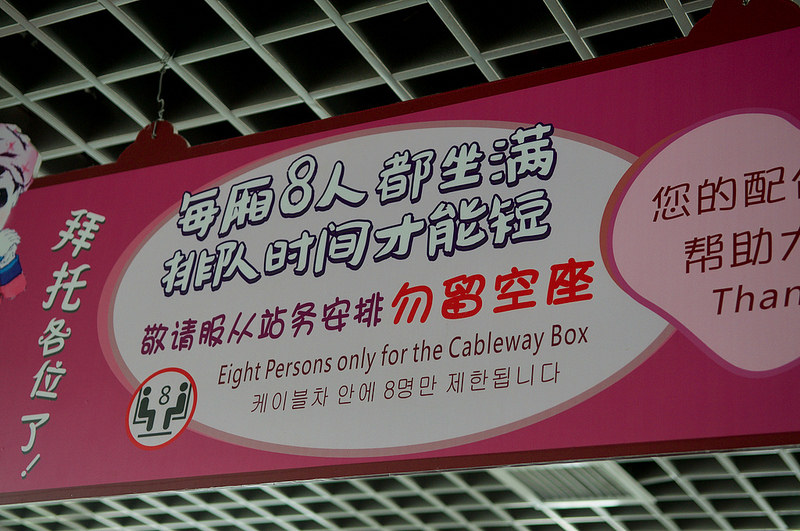 拜托各位了!
每厢8人都坐满
排队时间才能短
敬请服从站务安排勿留空座
Eight Persons only for the Cableway Box
케이블차 안에 8명만 제한됩니다
8
您的配
帮助
Than